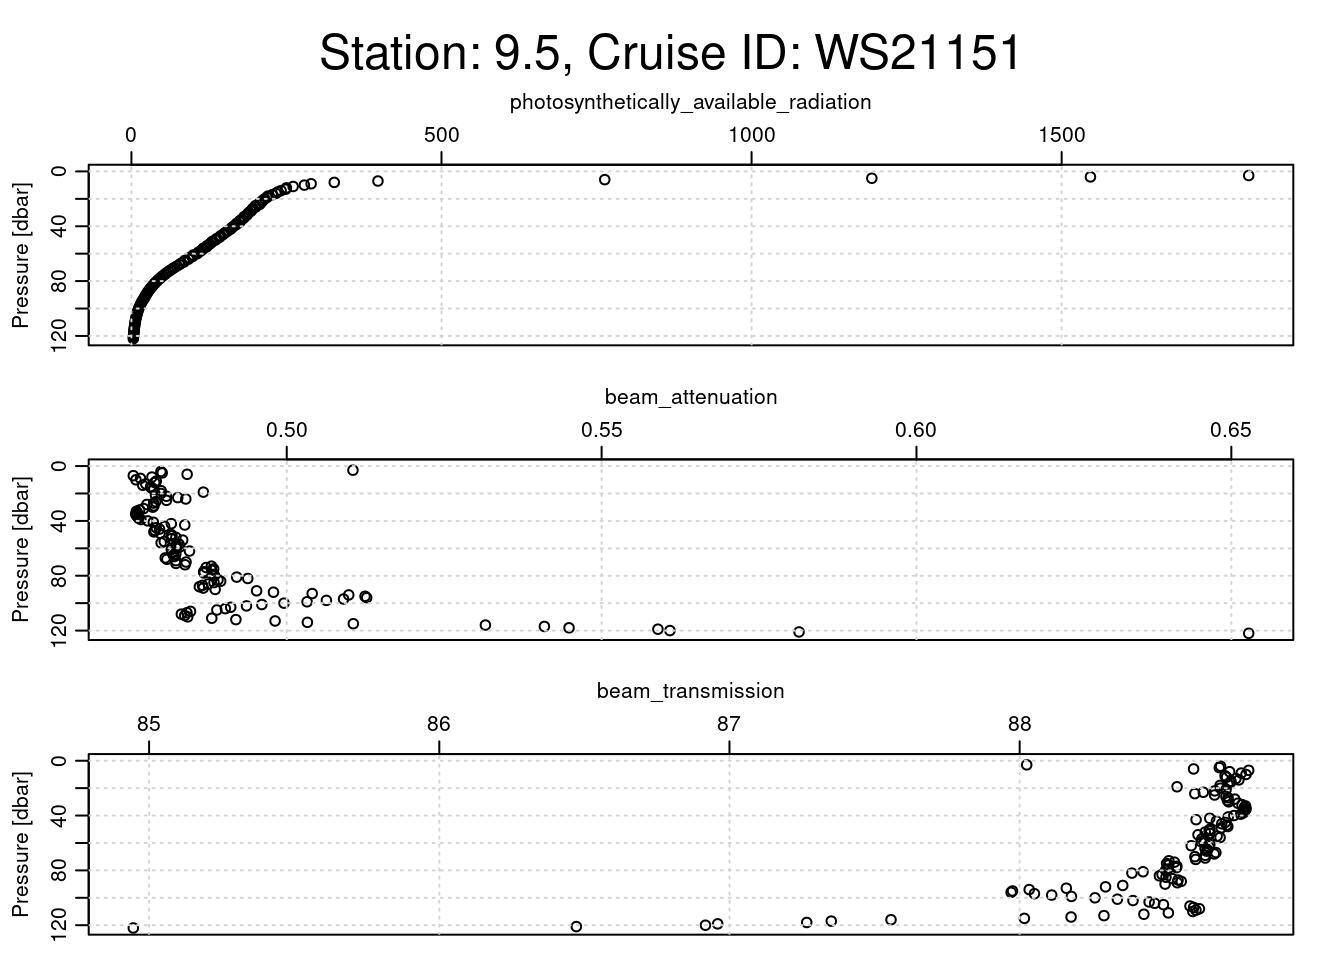 Station: 9.5, Cruise ID: WS21151
photosynthetically_available_radiation
0 500 1000 1500
Pressure [dbar]
0
40
80
120
beam_attenuation
0.50 0.55 0.60 0.65
Pressure [dbar]
0
40
80
120
beam_transmission
85 86 87 88
Pressure [dbar]
0
40
80
120